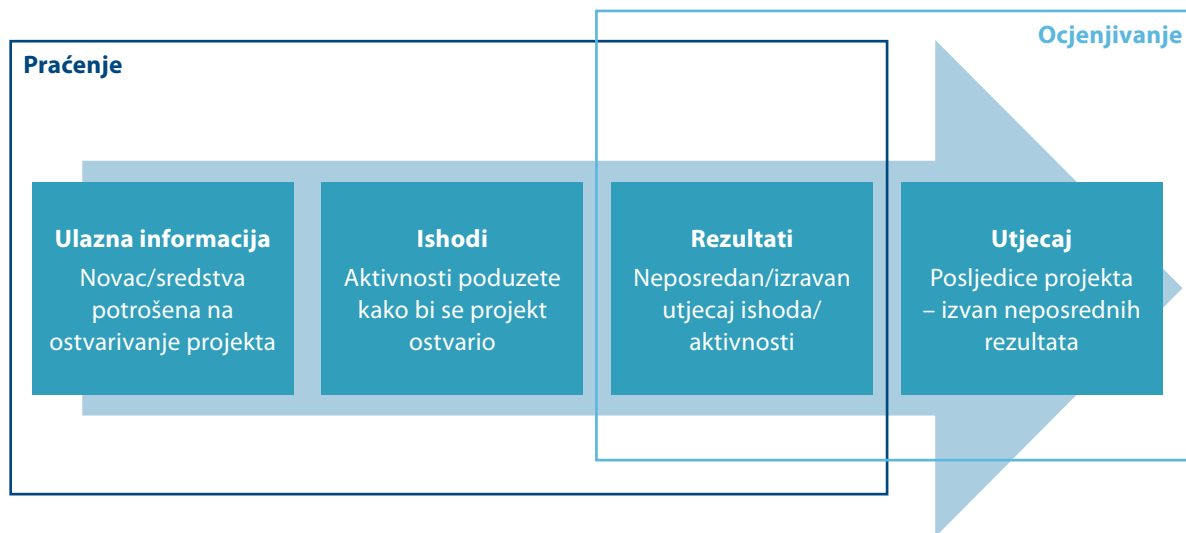 Ocjenjivanje
Praćenje
Ulazna informacija
Novac/sredstva
potrošena na
ostvarivanje projekta
Ishodi
Aktivnosti poduzete
kako bi se projekt
ostvario
Rezultati
Neposredan/izravan
utjecaj ishoda/
aktivnosti
Utjecaj
Posljedice projekta
– izvan neposrednih
rezultata